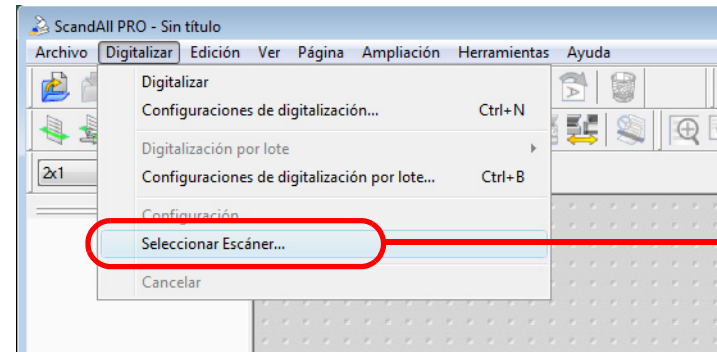 ScandAll PRO - Sin título
Archivo Digitalizar Edición Ver Página Ampliación Herramientas Ayuda
Digitalizar
Configuraciones de digitalización... Ctrl+N
Digitalización por lote
Configuraciones de digitalización por lote... Ctrl+B
2x1
Configuración
Seleccionar Escáner...
Cancelar